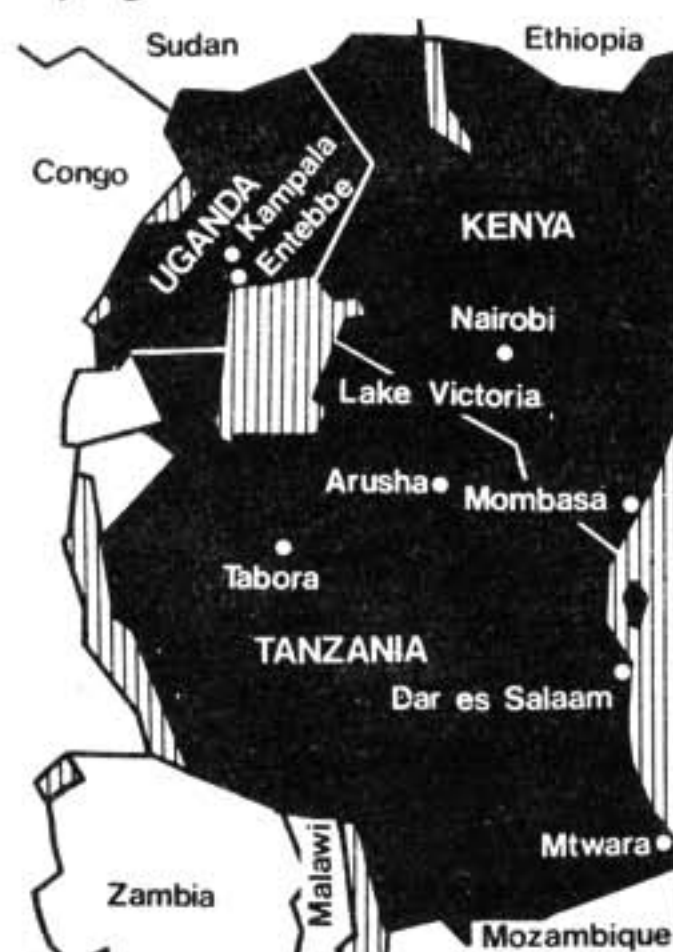 Sudan
Ethiopia
Congo
UGANDA
Kampala
Entebbe
KENYA
Nairobi
Lake Victoria
Arusha
Mombasa
Tabora
TANZANIA
Dar es Salaam
Mtwara
Zambia
Malawi
Mozambique